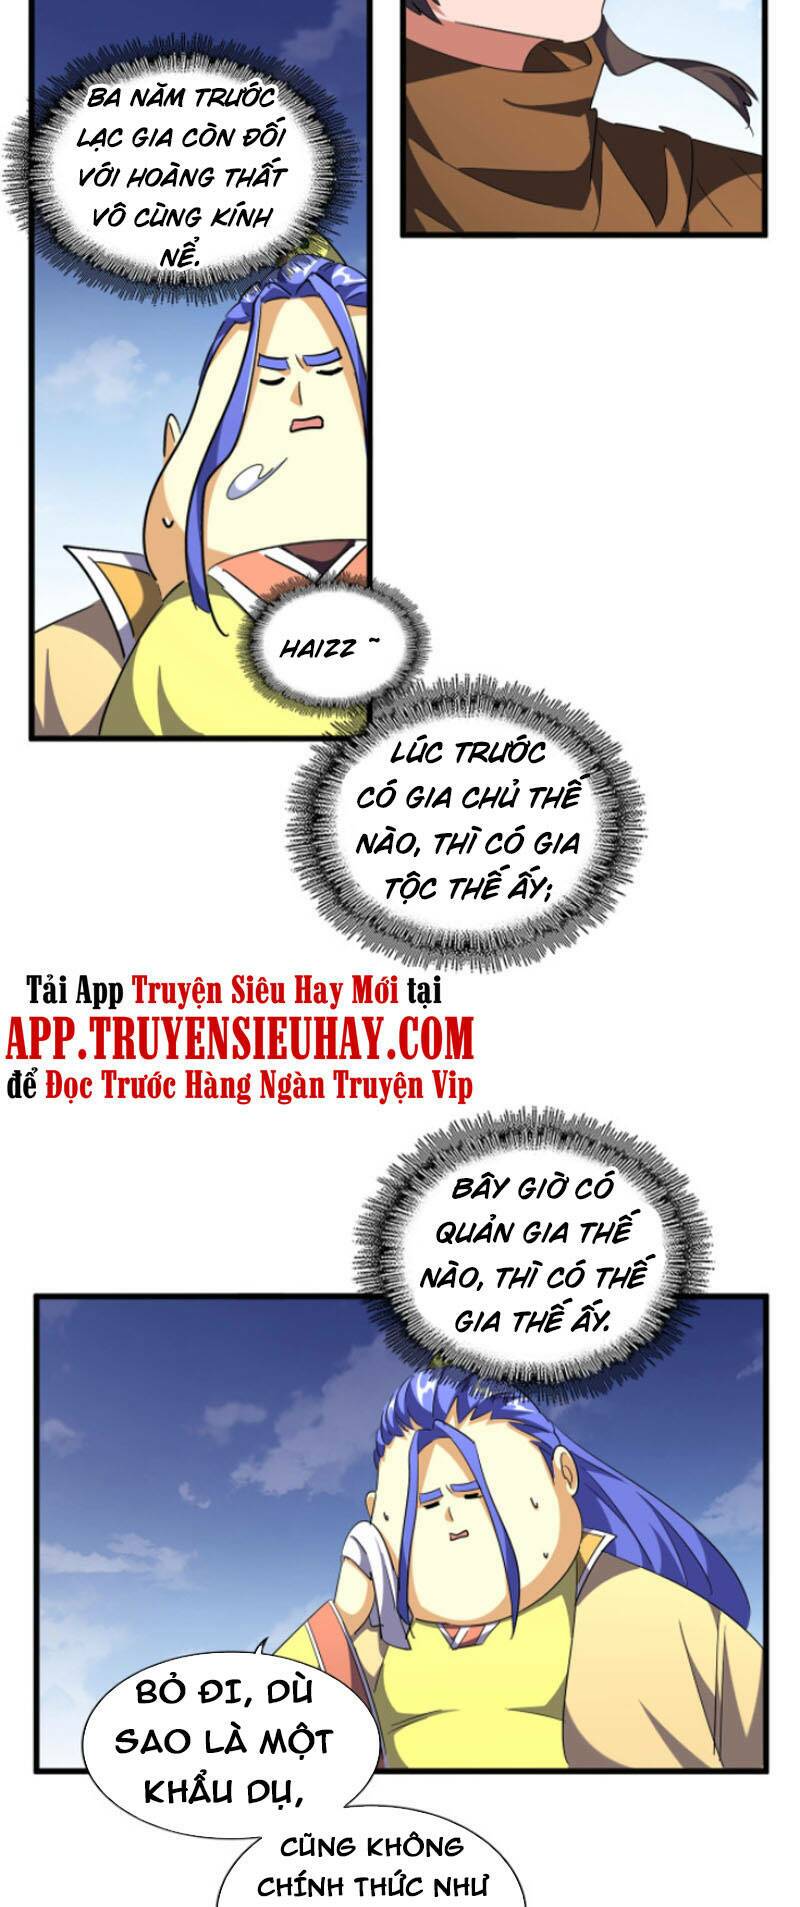 BA NĂM TRƯỚC
LẠC GIA CÒN ĐỐI
VỚI HOÀNG THẤT
VÔ CÙNG KÍNH
NỂ.
HAIZZ ~
LÚC TRƯỚC
CÓ GIA CHỦ THẾ
NÀO, THÌ CÓ GIA
TỘC THẾ ẤY;
Tải App Truyện Siêu Hay Mới tại
APP.TRUYENSIEUHAY.COM
để Đọc Trước Hàng Ngàn Truyện Vip
BÂY GIỜ CÓ
QUẢN GIA THẾ
NÀO, THÌ CÓ THẾ
GIA THẾ ẤY.
BỎ ĐI, DÙ
SAO LÀ MỘT
KHẨU DỤ,
CŨNG KHÔNG
CHÍNH THỨC NHƯ